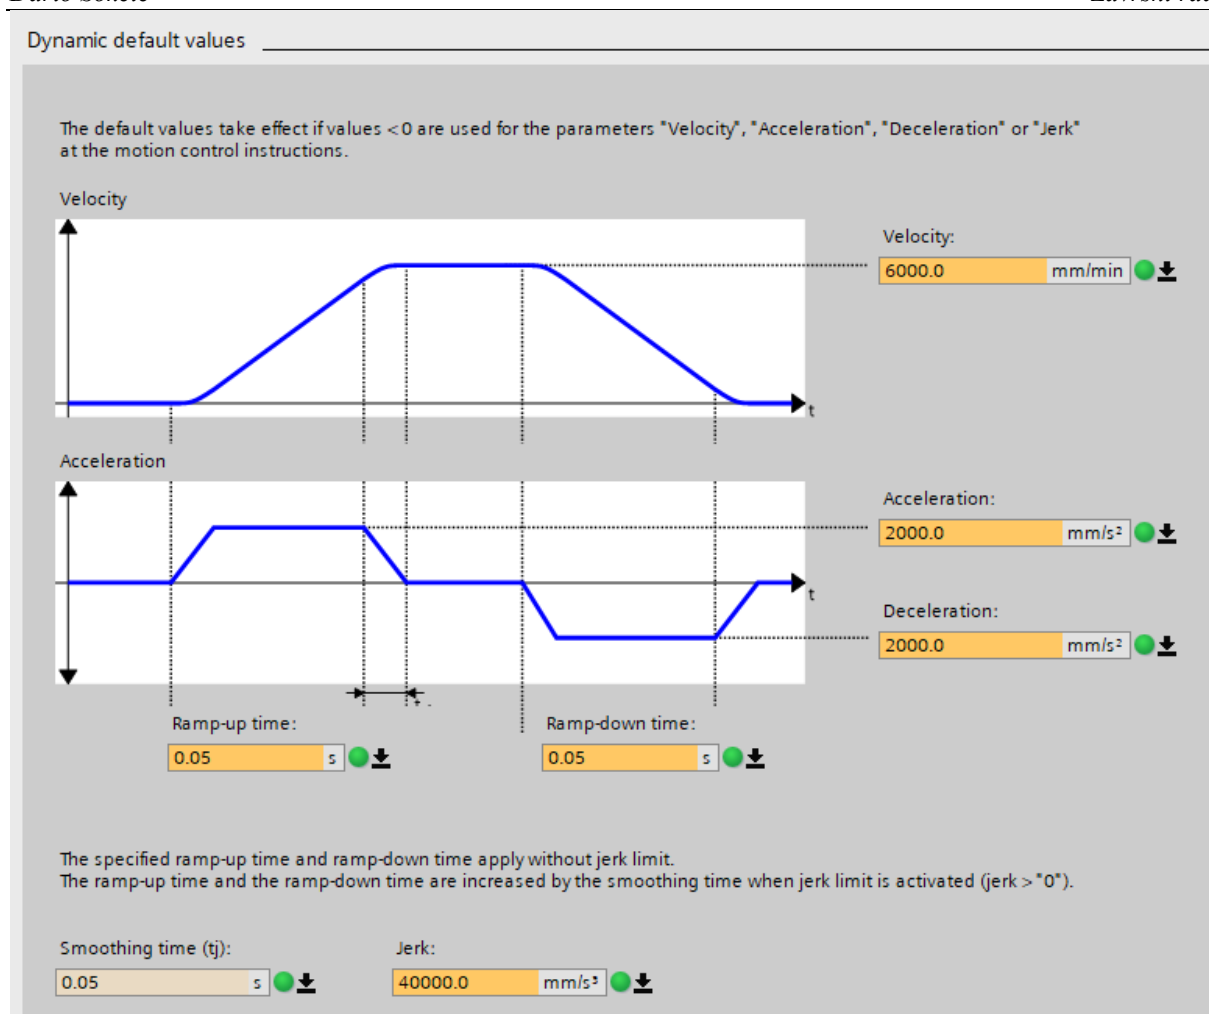 Dynamic default values
The default values take effect if values <0 are used for the parameters "Velocity", "Acceleration", "Deceleration" or "Jerk"
at the motion control instructions.
Velocity
Velocity:
6000.0 mm/min
t
Acceleration
Acceleration:
2000.0 mm/s²
t
Deceleration:
2000.0 mm/s²
Ramp-up time:
0.05 s
Ramp-down time:
0.05 s
The specified ramp-up time and ramp-down time apply without jerk limit.
The ramp-up time and the ramp-down time are increased by the smoothing time when jerk limit is activated (jerk > "0").
Smoothing time (tj):
0.05 s
Jerk:
40000.0 mm/s³